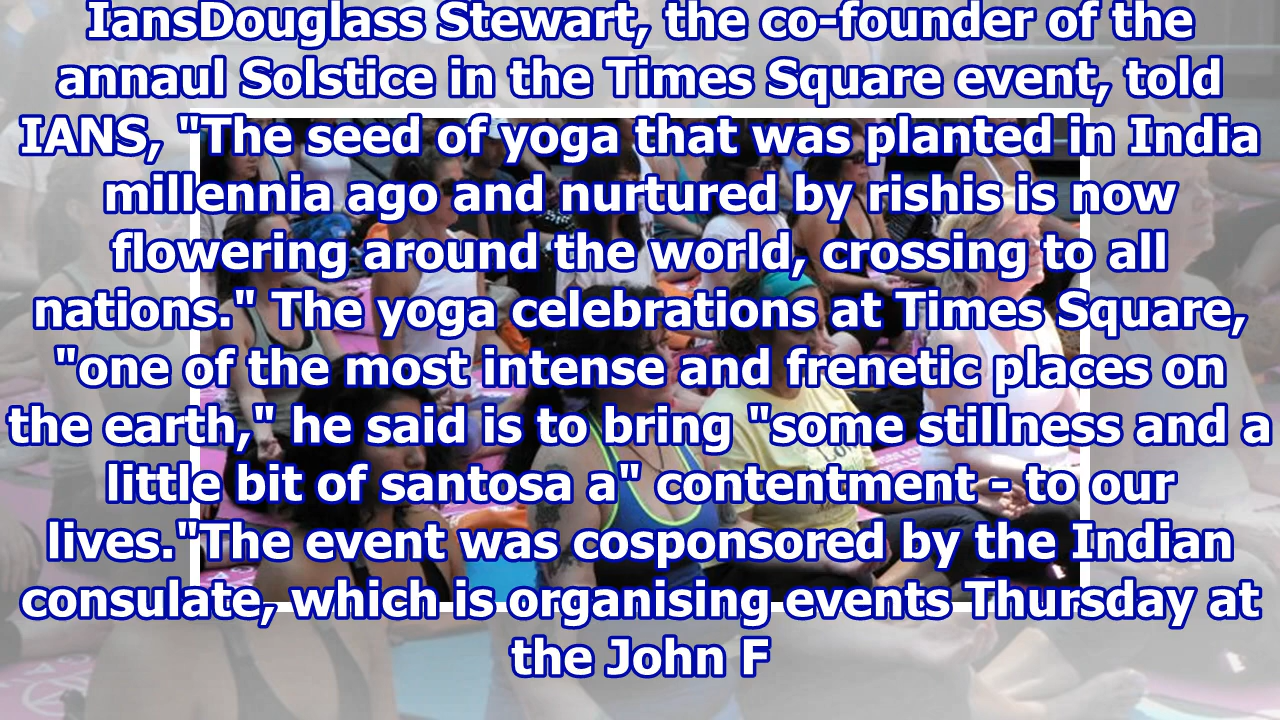 IansDouglass Stewart, the co-founder of the
annaul Solstice in the Times Square event, told
IANS, "The seed of yoga that was planted in India
millennia ago and nurtured by rishis is now
flowering around the world, crossing to all
nations." The yoga celebrations at Times Square,
"one of the most intense and frenetic places on
the earth," he said is to bring "some stillness and a
little bit of santosa a" contentment - to our
lives."The event was cosponsored by the Indian
consulate, which is organising events Thursday at
the John F